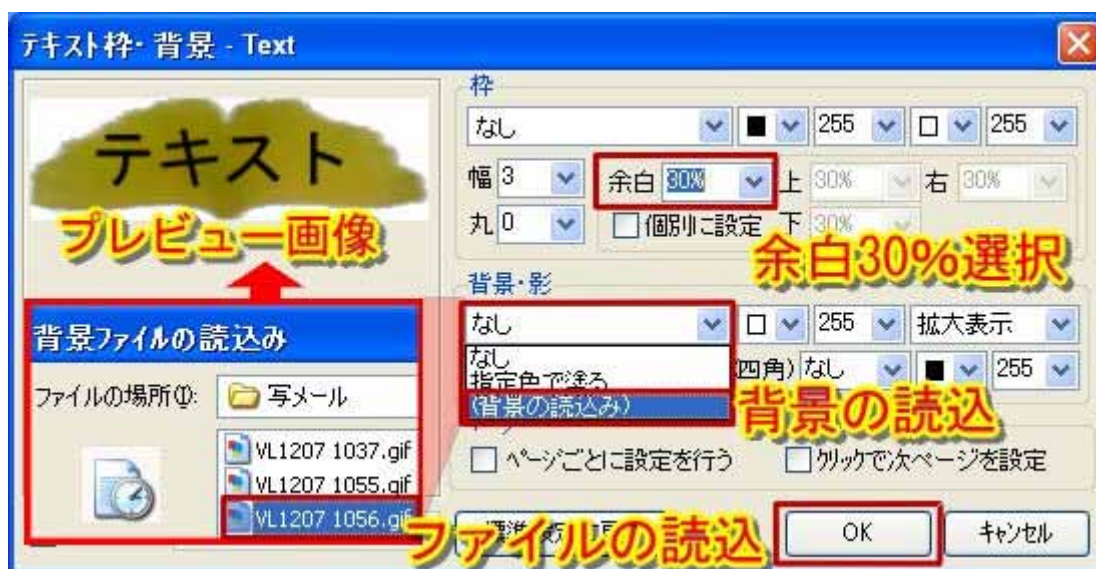 テキスト枠・背景 - Text
テキスト
プレビュー画像
枠
なし 255 255
幅 3 余白 30% 上 30% 右 30%
丸 0 個別に設定 下 30%
余白30%選択
背景・影
なし 255 拡大表示
なし
指定色で塗る
(背景の読込み)
(四角) なし 255
背景の読込
ページごとに設定を行う クリックで次ページを設定
背景ファイルの読込み
ファイルの場所(I): 写メール
VL1207 1037.gif
VL1207 1055.gif
VL1207 1056.gif
ファイルの読込
OK キャンセル